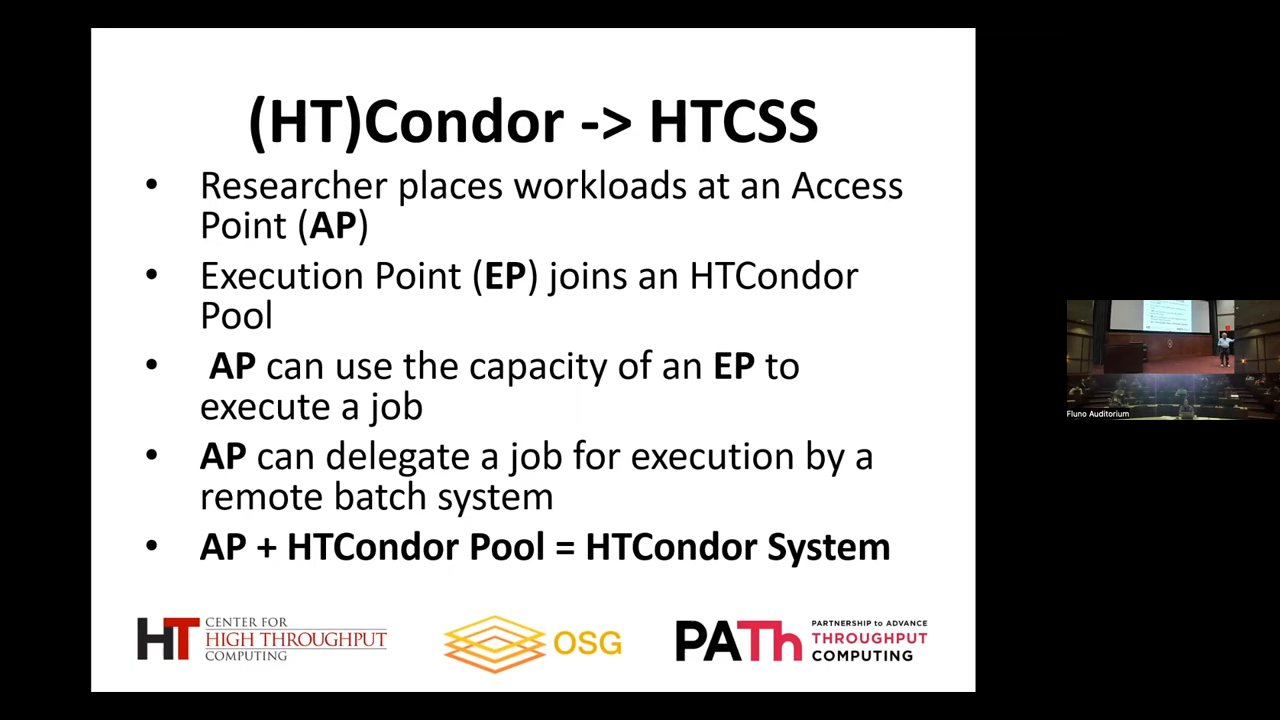 (HT)Condor -> HTCSS
• Researcher places workloads at an Access
Point (AP)
• Execution Point (EP) joins an HTCondor
Pool
• AP can use the capacity of an EP to
execute a job
• AP can delegate a job for execution by a
remote batch system
• AP + HTCondor Pool = HTCondor System
HT CENTER FOR
HIGH THROUGHPUT
COMPUTING
OSG
PATh PARTNERSHIP to ADVANCE
THROUGHPUT
COMPUTING
Fluno Auditorium